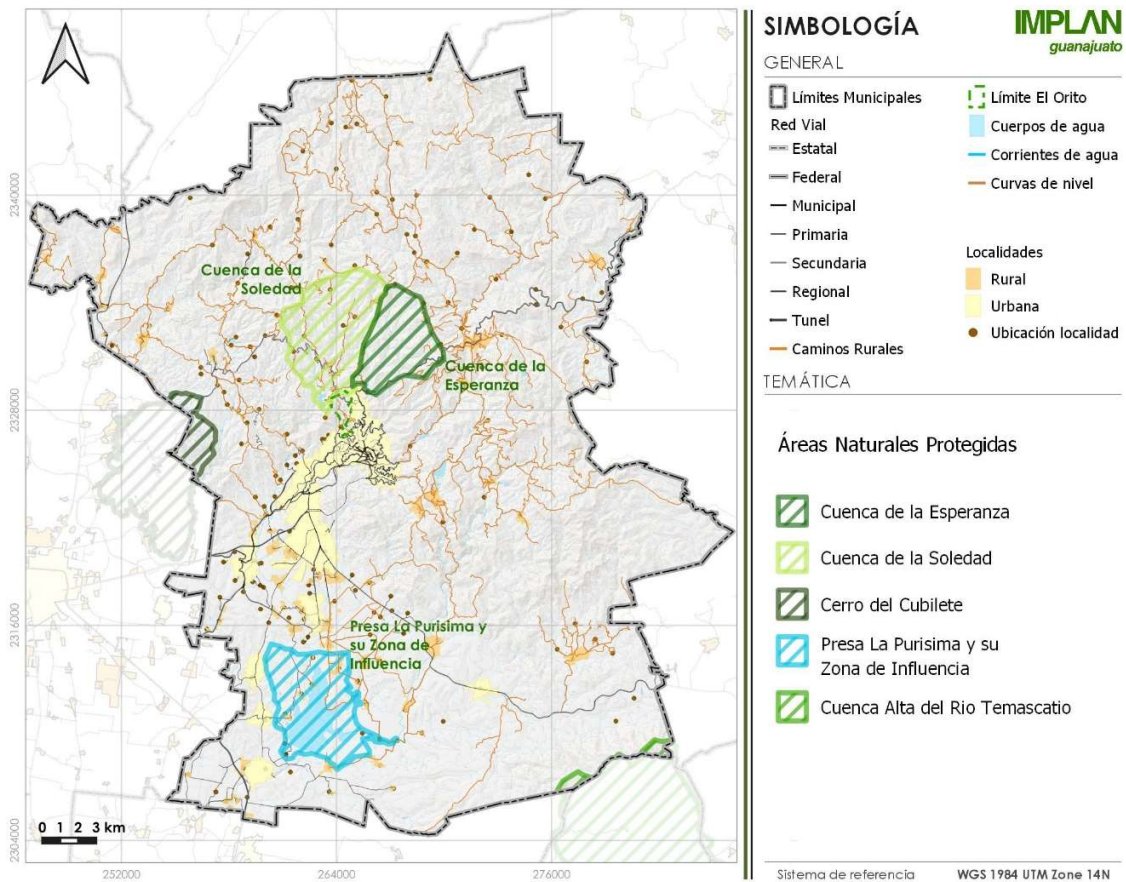 SIMBOLOGÍA
IMPLAN
guanajuato
GENERAL
Límites Municipales
Red Vial
Estatal
Federal
Municipal
Primaria
Secundaria
Regional
Tunel
Caminos Rurales
Límite El Orito
Cuerpos de agua
Corrientes de agua
Curvas de nivel
Localidades
Rural
Urbana
Ubicación localidad
TEMÁTICA
Áreas Naturales Protegidas
Cuenca de la Esperanza
Cuenca de la Soledad
Cerro del Cubilete
Presa La Purisima y su
Zona de Influencia
Cuenca Alta del Rio Temascatio
Sistema de referencia
WGS 1984 UTM Zone 14N
Cuenca de la
Soledad
Cuenca de la
Esperanza
Presa La Purisima y
su Zona de
Influencia
2340000
2328000
2316000
2304000
0 1 2 3 km
252000
264000
276000